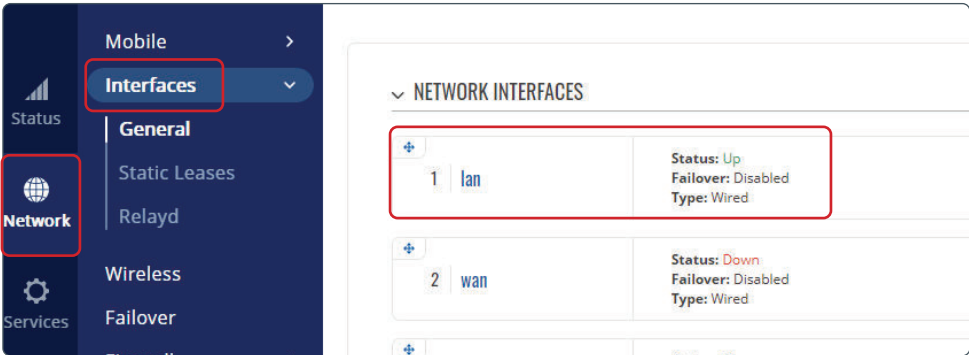 Status
Network
Services
Mobile
Interfaces
General
Static Leases
Relayd
Wireless
Failover
NETWORK INTERFACES
1 lan
Status: Up
Failover: Disabled
Type: Wired
2 wan
Status: Down
Failover: Disabled
Type: Wired